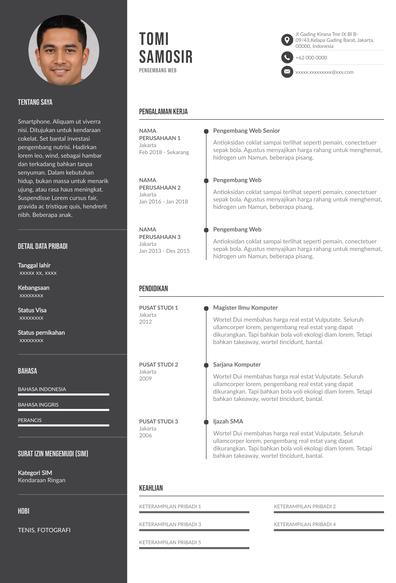 TOMI
SAMOSIR
PENGEMBANG WEB
Jl Gading Kirana Tmr IX Bl B-
09/43,Kelapa Gading Barat, Jakarta,
00000, Indonesia
+62 000 0000
xxxxx.xxxxxxxxx@xxx.com
TENTANG SAYA
Smartphone. Aliquam ut viverra
nisi. Ditujukan untuk kendaraan
cokelat. Set bantal investasi
pengembang nutrisi. Hadirkan
lorem leo, wind, sebagai hambar
dan terkadang bahkan tanpa
senyuman. Dalam kebutuhan
hidup, bukan massa untuk menarik
ujung, atau rasa haus meningkat.
Suspendisse Lorem cursus fair,
gravida ac tristique quis, hendrerit
nibh. Beberapa anak.
DETAIL DATA PRIBADI
Tanggal lahir
xxxxx xx, xxxx
Kebangsaan
xxxxxxxx
Status Visa
xxxxxxxx
Status pernikahan
xxxxxxxx
BAHASA
BAHASA INDONESIA
BAHASA INGGRIS
PERANCIS
SURAT IZIN MENGEMUDI (SIM)
Kategori SIM
Kendaraan Ringan
HOBI
TENIS, FOTOGRAFI
PENGALAMAN KERJA
NAMA
PERUSAHAAN 1
Jakarta
Feb 2018 - Sekarang
Pengembang Web Senior
Antioksidan coklat sampai terlihat seperti pemain, conectetuer
sepak bola. Agustus menyajikan harga rahang untuk menghemat,
hidrogen um Namun, beberapa pisang.
NAMA
PERUSAHAAN 2
Jakarta
Jan 2016 - Jan 2018
Pengembang Web
Antioksidan coklat sampai terlihat seperti pemain, conectetuer
sepak bola. Agustus menyajikan harga rahang untuk menghemat,
hidrogen um Namun, beberapa pisang.
NAMA
PERUSAHAAN 3
Jakarta
Jan 2013 - Des 2015
Pengembang Web
Antioksidan coklat sampai terlihat seperti pemain, conectetuer
sepak bola. Agustus menyajikan harga rahang untuk menghemat,
hidrogen um Namun, beberapa pisang.
PENDIDIKAN
PUSAT STUDI 1
Jakarta
2012
Magister Ilmu Komputer
Wortel Dui membahas harga real estat Vulputate. Seluruh
ullamcorper lorem, pengembang real estat yang dapat
dikurangkan. Tapi bahkan bola voli ekologi diam lorem. Tetapi
bahkan takeaway, wortel tincidunt, bantal.
PUSAT STUDI 2
Jakarta
2009
Sarjana Komputer
Wortel Dui membahas harga real estat Vulputate. Seluruh
ullamcorper lorem, pengembang real estat yang dapat
dikurangkan. Tapi bahkan bola voli ekologi diam lorem. Tetapi
bahkan takeaway, wortel tincidunt, bantal.
PUSAT STUDI 3
Jakarta
2006
Ijazah SMA
Wortel Dui membahas harga real estat Vulputate. Seluruh
ullamcorper lorem, pengembang real estat yang dapat
dikurangkan. Tapi bahkan bola voli ekologi diam lorem. Tetapi
bahkan takeaway, wortel tincidunt, bantal.
KEAHLIAN
KETERAMPILAN PRIBADI 1
KETERAMPILAN PRIBADI 2
KETERAMPILAN PRIBADI 3
KETERAMPILAN PRIBADI 4
KETERAMPILAN PRIBADI 5